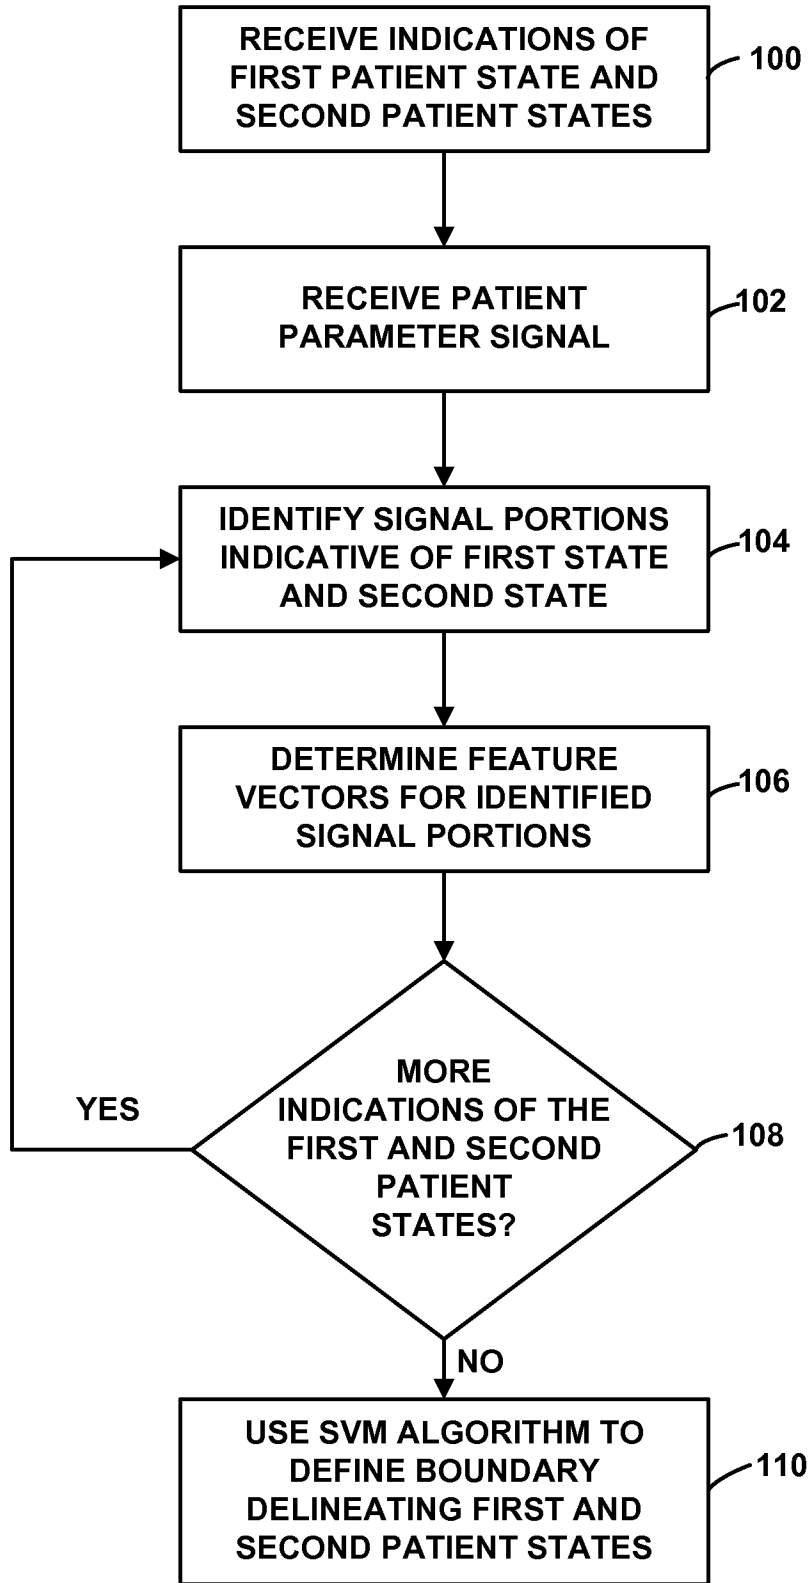 RECEIVE INDICATIONS OF
FIRST PATIENT STATE AND
SECOND PATIENT STATES
100
RECEIVE PATIENT
PARAMETER SIGNAL
102
IDENTIFY SIGNAL PORTIONS
INDICATIVE OF FIRST STATE
AND SECOND STATE
104
DETERMINE FEATURE
VECTORS FOR IDENTIFIED
SIGNAL PORTIONS
106
MORE
INDICATIONS OF THE
FIRST AND SECOND
PATIENT
STATES?
108
YES
NO
USE SVM ALGORITHM TO
DEFINE BOUNDARY
DELINEATING FIRST AND
SECOND PATIENT STATES
110